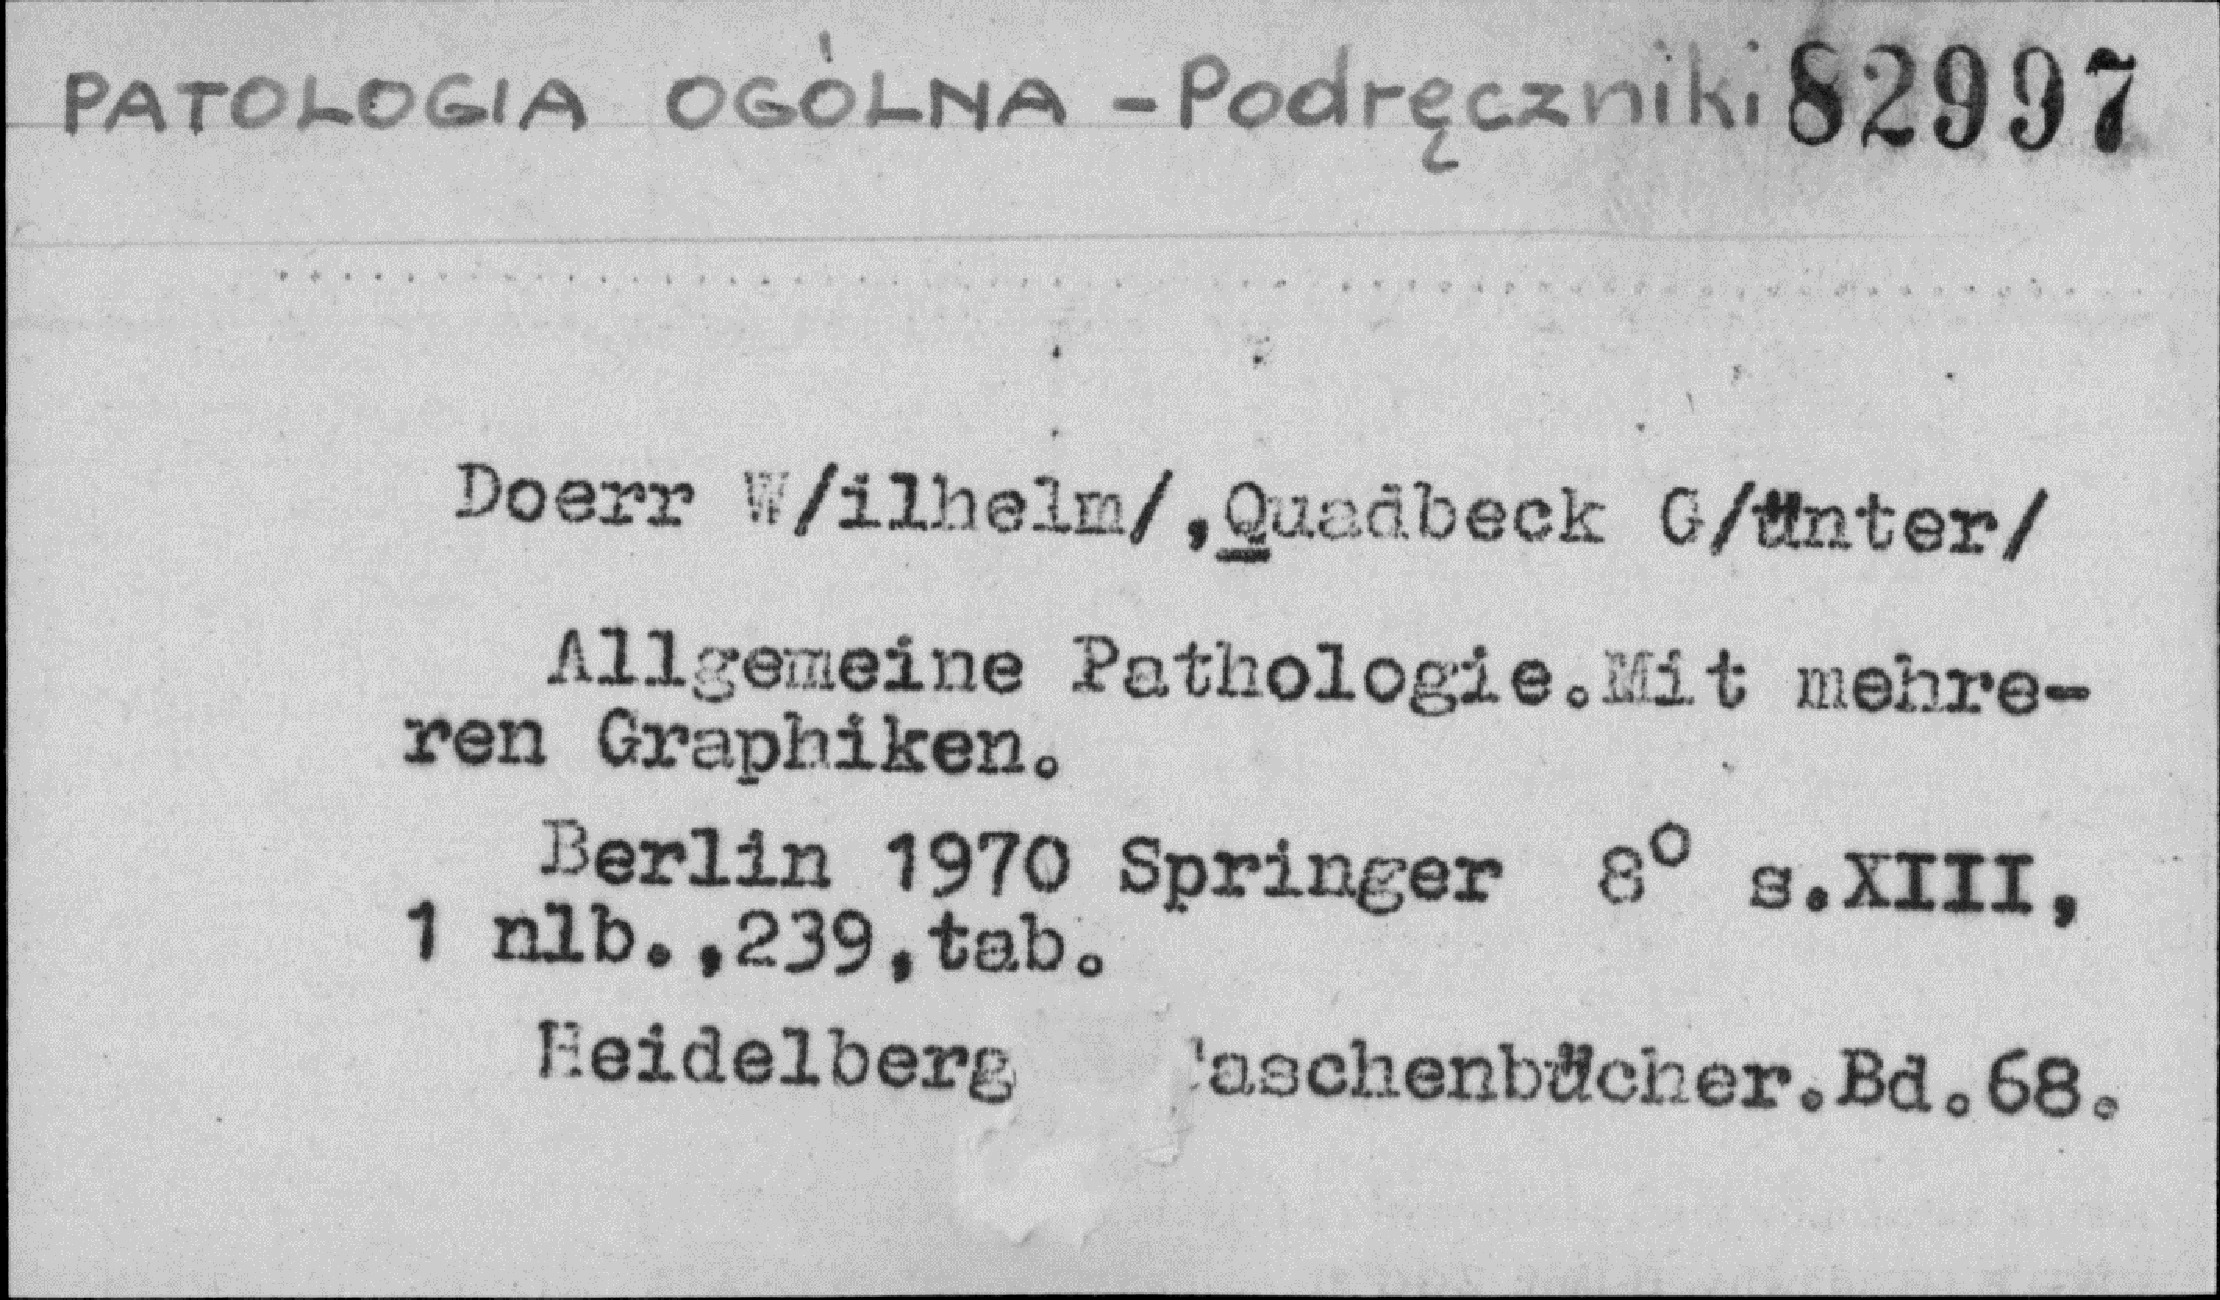 PATOLOGIA OGÓLNA - Podręczniki 82997
Doerr W/ilhelm/,Quadbeck G/ünter/
Allgemeine Pathologie.Mit mehre-
ren Graphiken.
Berlin 1970 Springer 8° s.XIII,
1 nlb.,239,tab.
Heidelberg aschenbücher.Bd.68.